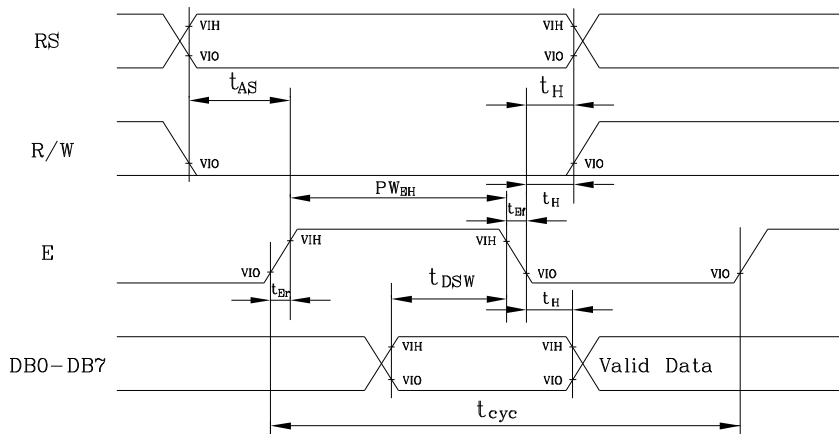 RS
VIH
VIH
VIO
VIO
tAS
tH
R/W
VIO
VIO
PWEH
tH
tEf
E
VIH
VIH
VIO
VIO
VIO
tEr
tDSW
tH
DB0-DB7
VIH
VIH
Valid Data
VIO
VIO
tcyc